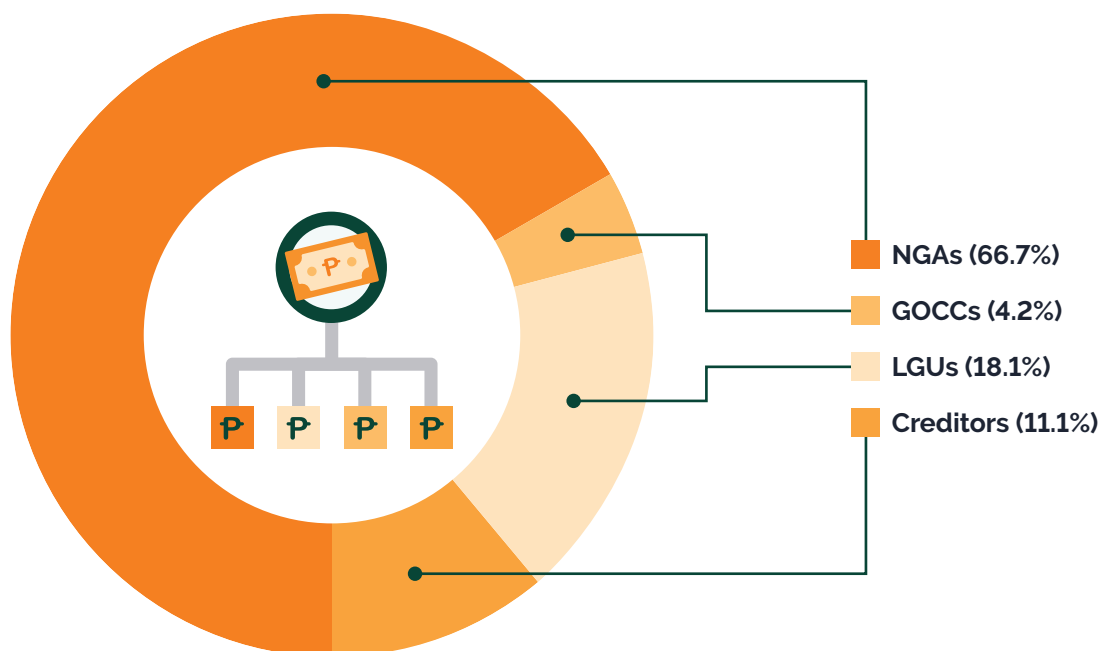 ₱
NGAs (66.7%)
GOCCs (4.2%)
LGUs (18.1%)
Creditors (11.1%)
₱ ₱ ₱ ₱